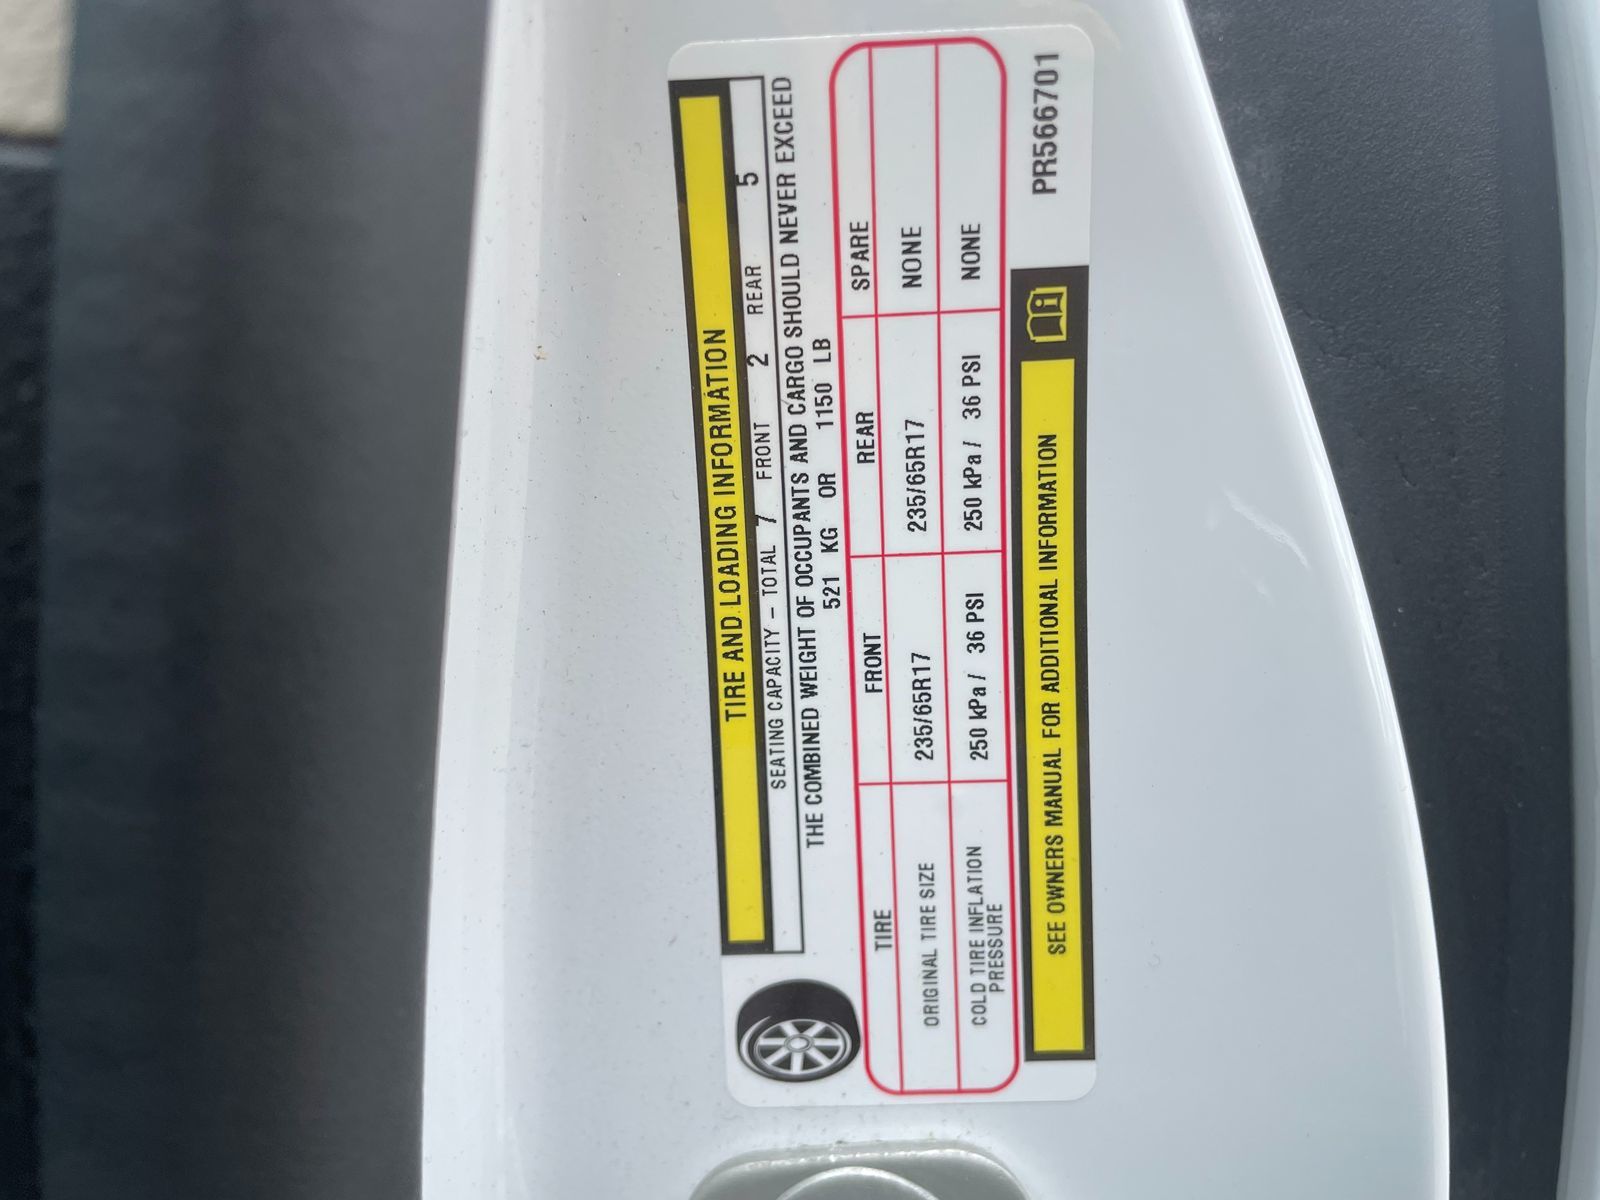 TIRE AND LOADING INFORMATION
SEATING CAPACITY - TOTAL 7 FRONT 2 REAR 5
THE COMBINED WEIGHT OF OCCUPANTS AND CARGO SHOULD NEVER EXCEED
521 KG OR 1150 LB
TIRE FRONT REAR SPARE
ORIGINAL TIRE SIZE 235/65R17 235/65R17 NONE
COLD TIRE INFLATION 250 kPa / 36 PSI 250 kPa / 36 PSI NONE
PRESSURE
SEE OWNERS MANUAL FOR ADDITIONAL INFORMATION
PR566701